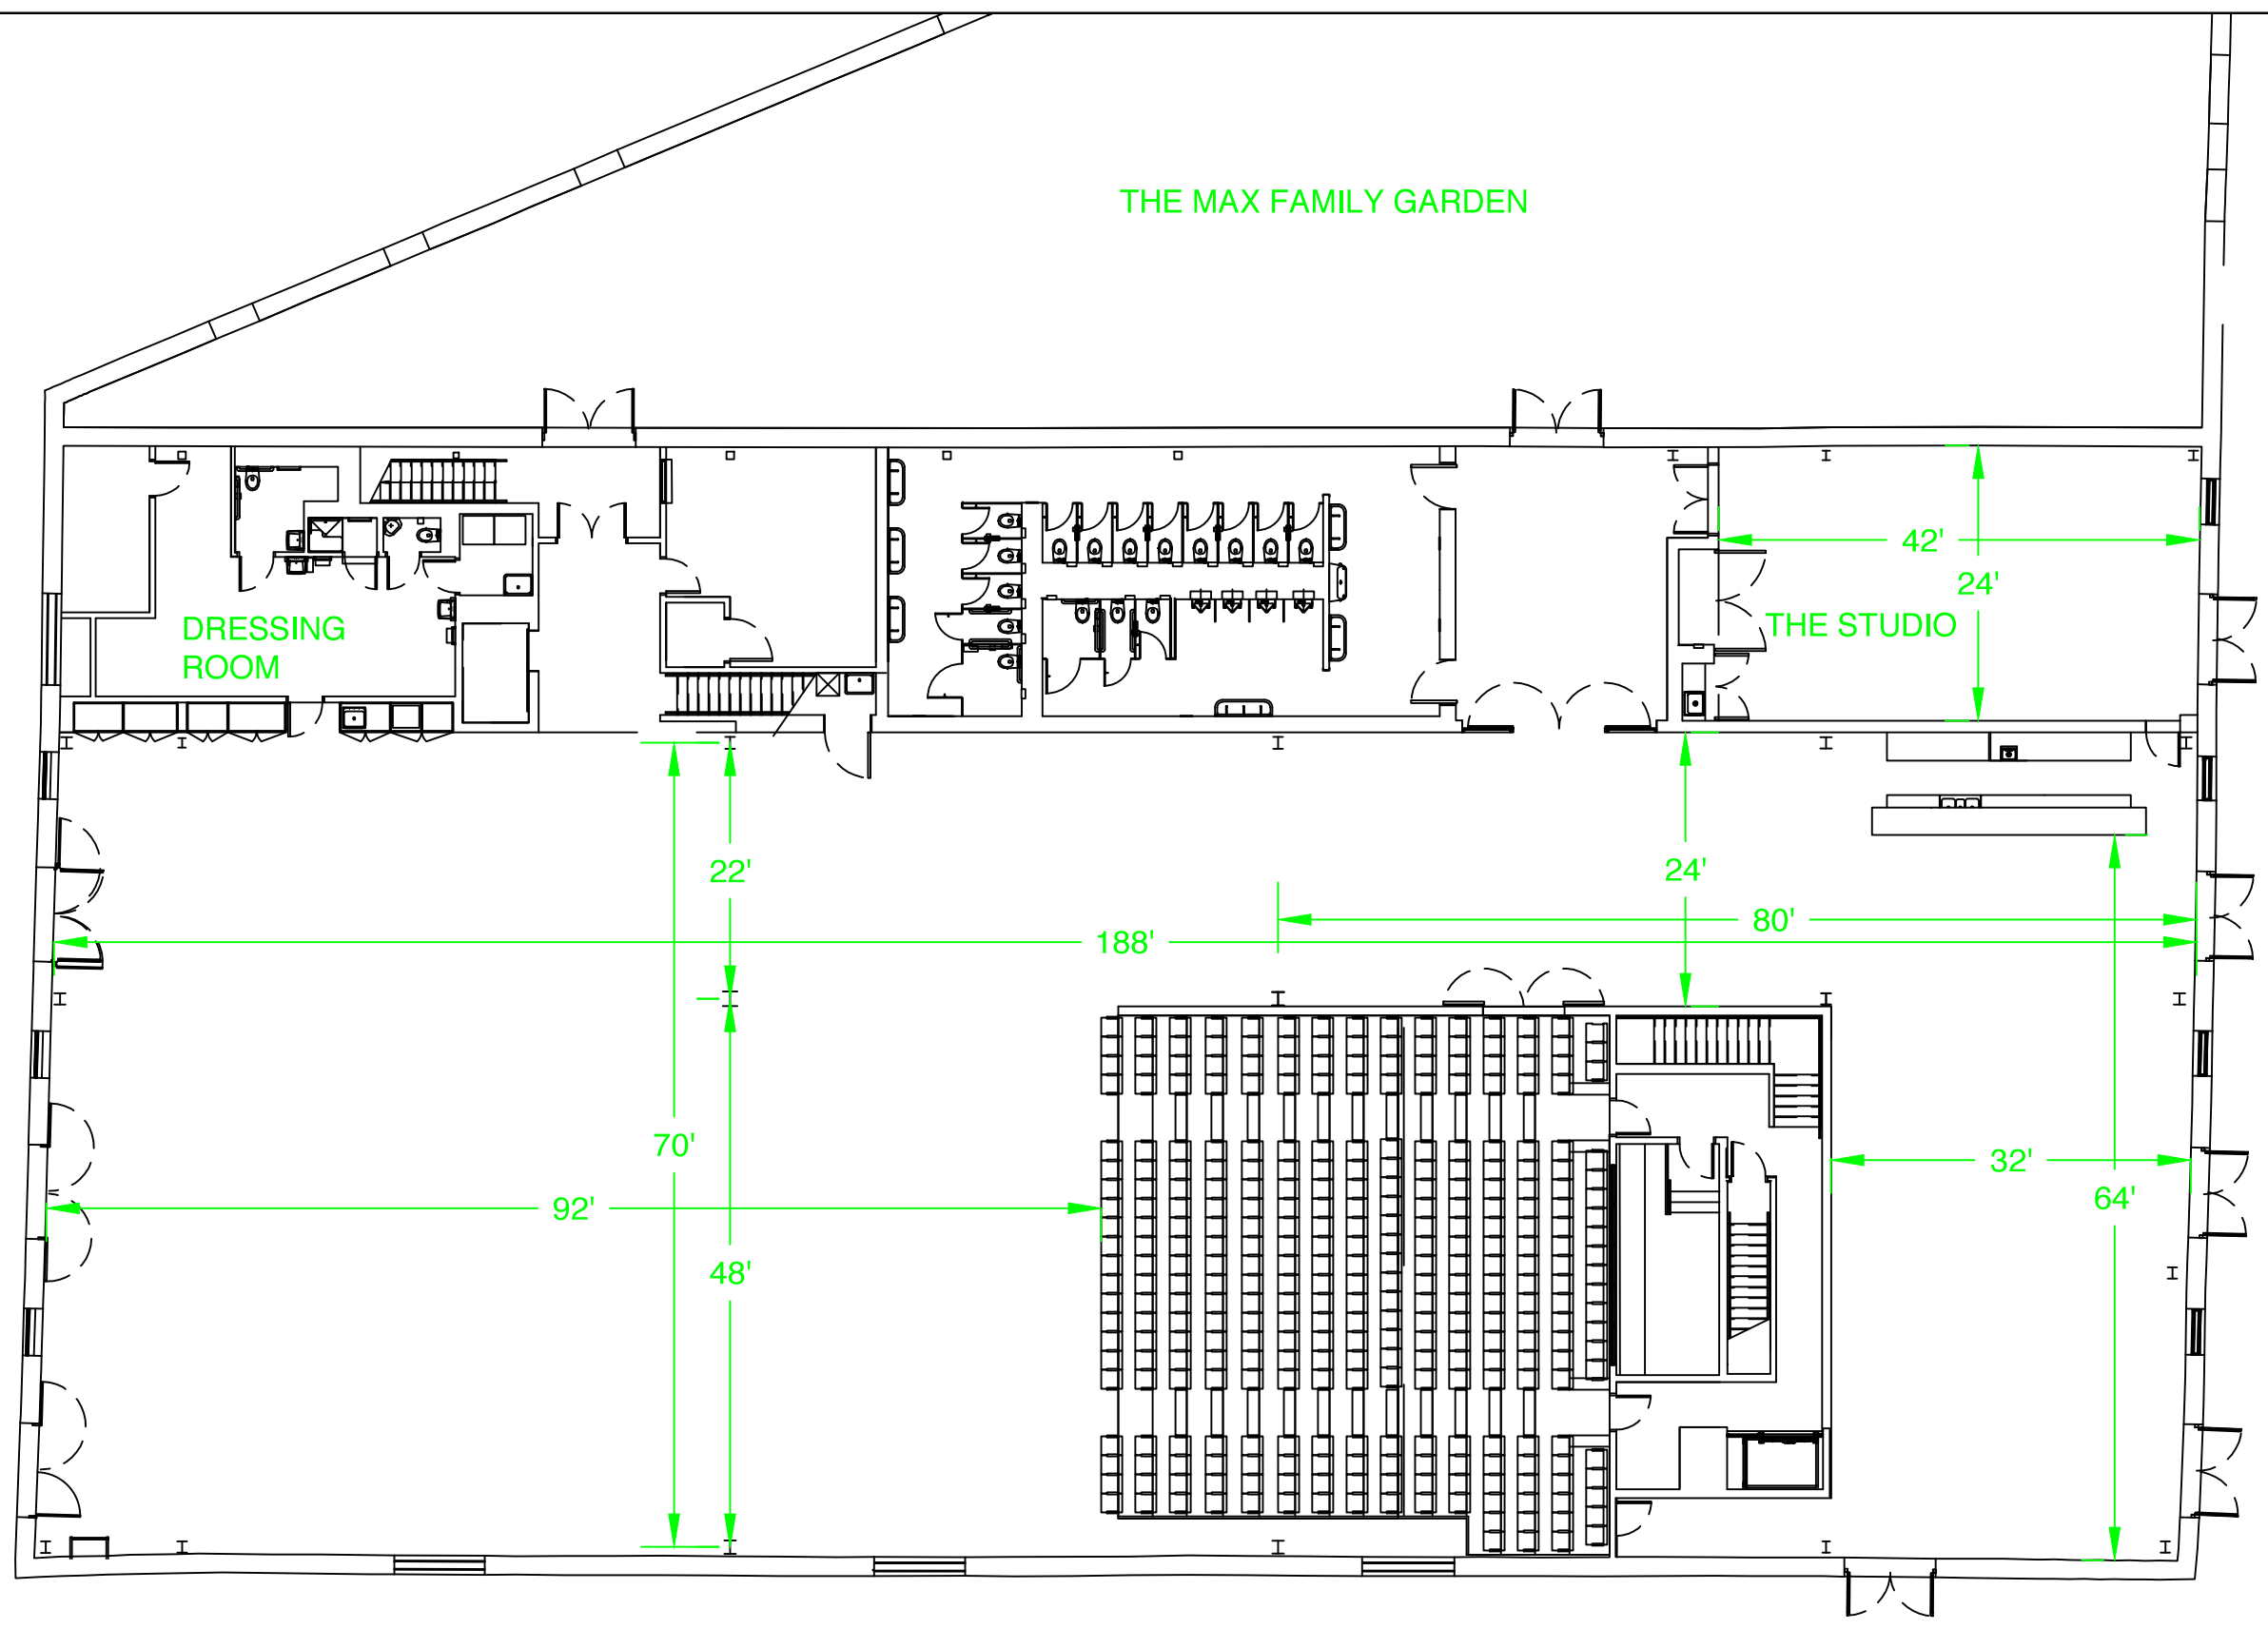 THE MAX FAMILY GARDEN
42'
24'
THE STUDIO
DRESSING
ROOM
22'
24'
80'
188'
70'
32'
64'
92'
48'